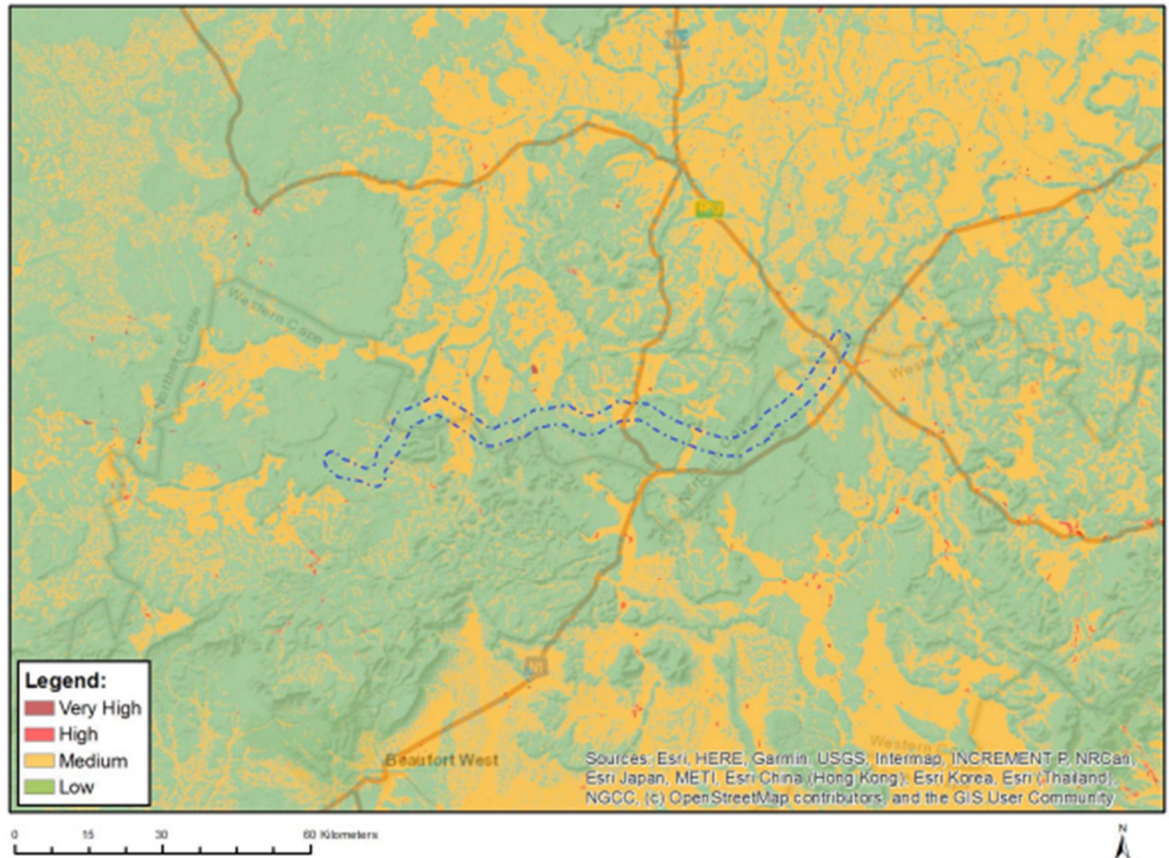 Western Cape
Northern Cape
Western Cape
N1
Legend:
Very High
High
Medium
Low
Beaufort West
Western Ca
Sources: Esri, HERE, Garmin, USGS, Intermap, INCREMENT P, NRCan,
Esri Japan, METI, Esri China (Hong Kong), Esri Korea, Esri (Thailand),
NGCC, (c) OpenStreetMap contributors, and the GIS User Community
0 15 30 60 Kilometers
N